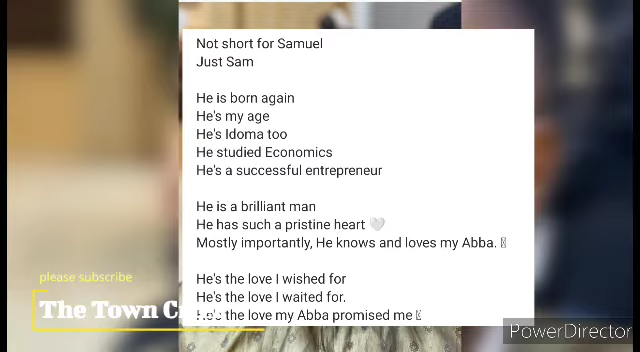 Not short for Samuel
Just Sam
He is born again
He's my age
He's Idoma too
He studied Economics
He's a successful entrepreneur
He is a brilliant man
He has such a pristine heart 🤍
Mostly importantly, He knows and loves my Abba.
He's the love I wished for
He's the love I waited for.
He's the love my Abba promised me
please subscribe
The Town
PowerDirector